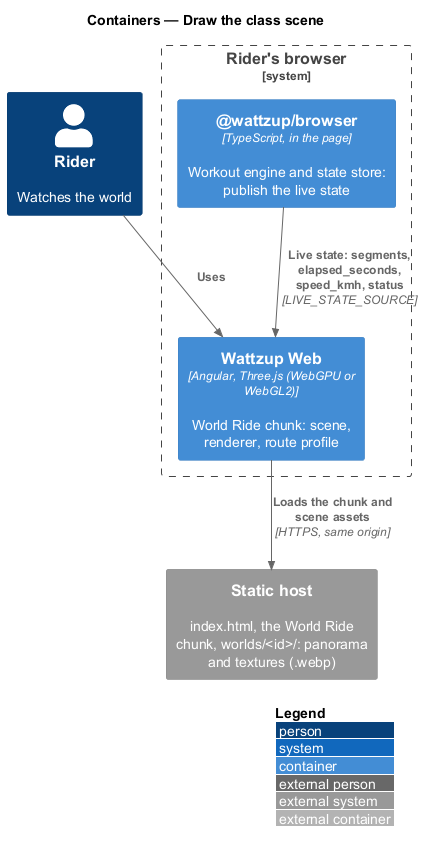 Containers — Draw the class scene
Rider's browser
[system]
Rider
Watches the world
@wattzup/browser
[TypeScript, in the page]
Workout engine and state store:
publish the live state
Uses
Live state: segments,
elapsed_seconds,
speed_kmh, status
[LIVE_STATE_SOURCE]
Wattzup Web
[Angular, Three.js (WebGPU or
WebGL2)]
World Ride chunk: scene,
renderer, route profile
Loads the chunk and
scene assets
[HTTPS, same origin]
Static host
index.html, the World Ride
chunk, worlds/<id>/: panorama
and textures (.webp)
Legend
person
system
container
external person
external system
external container